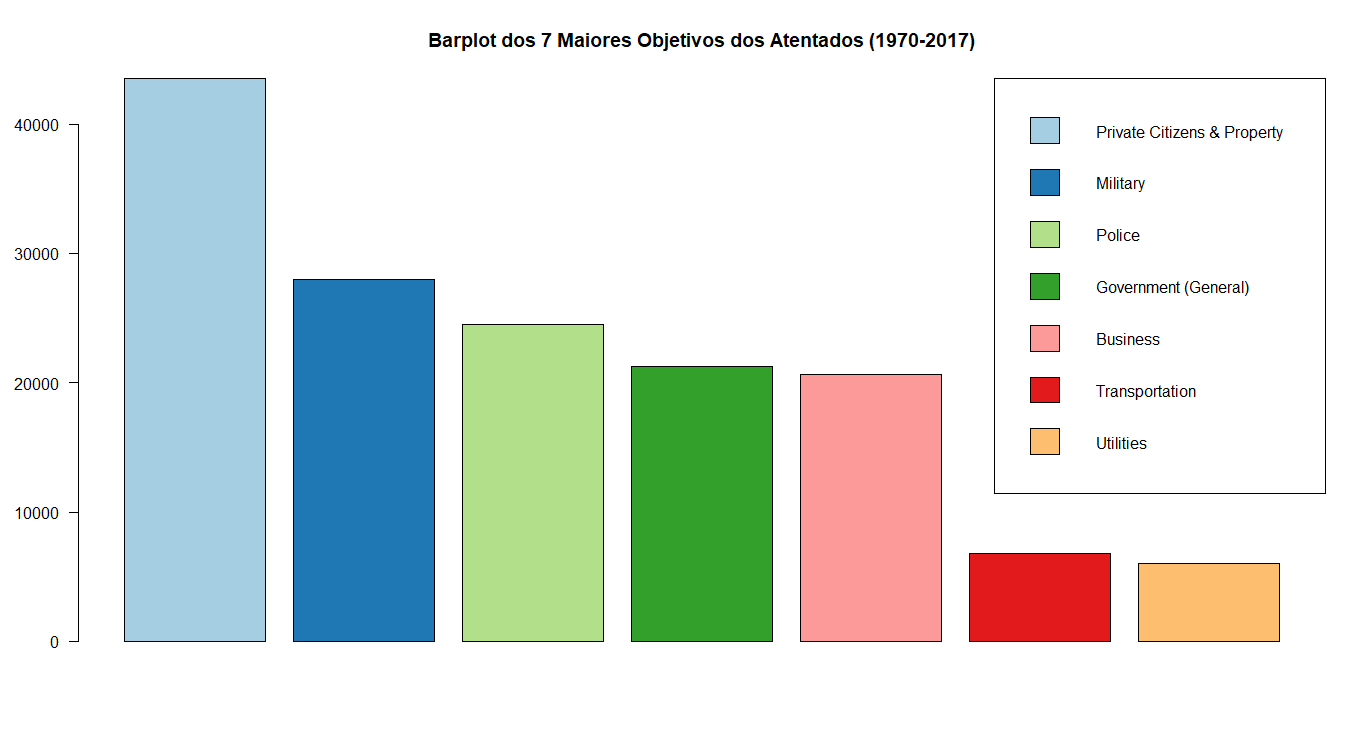 Barplot dos 7 Maiores Objetivos dos Atentados (1970-2017)
40000
30000
20000
10000
0
Private Citizens & Property
Military
Police
Government (General)
Business
Transportation
Utilities